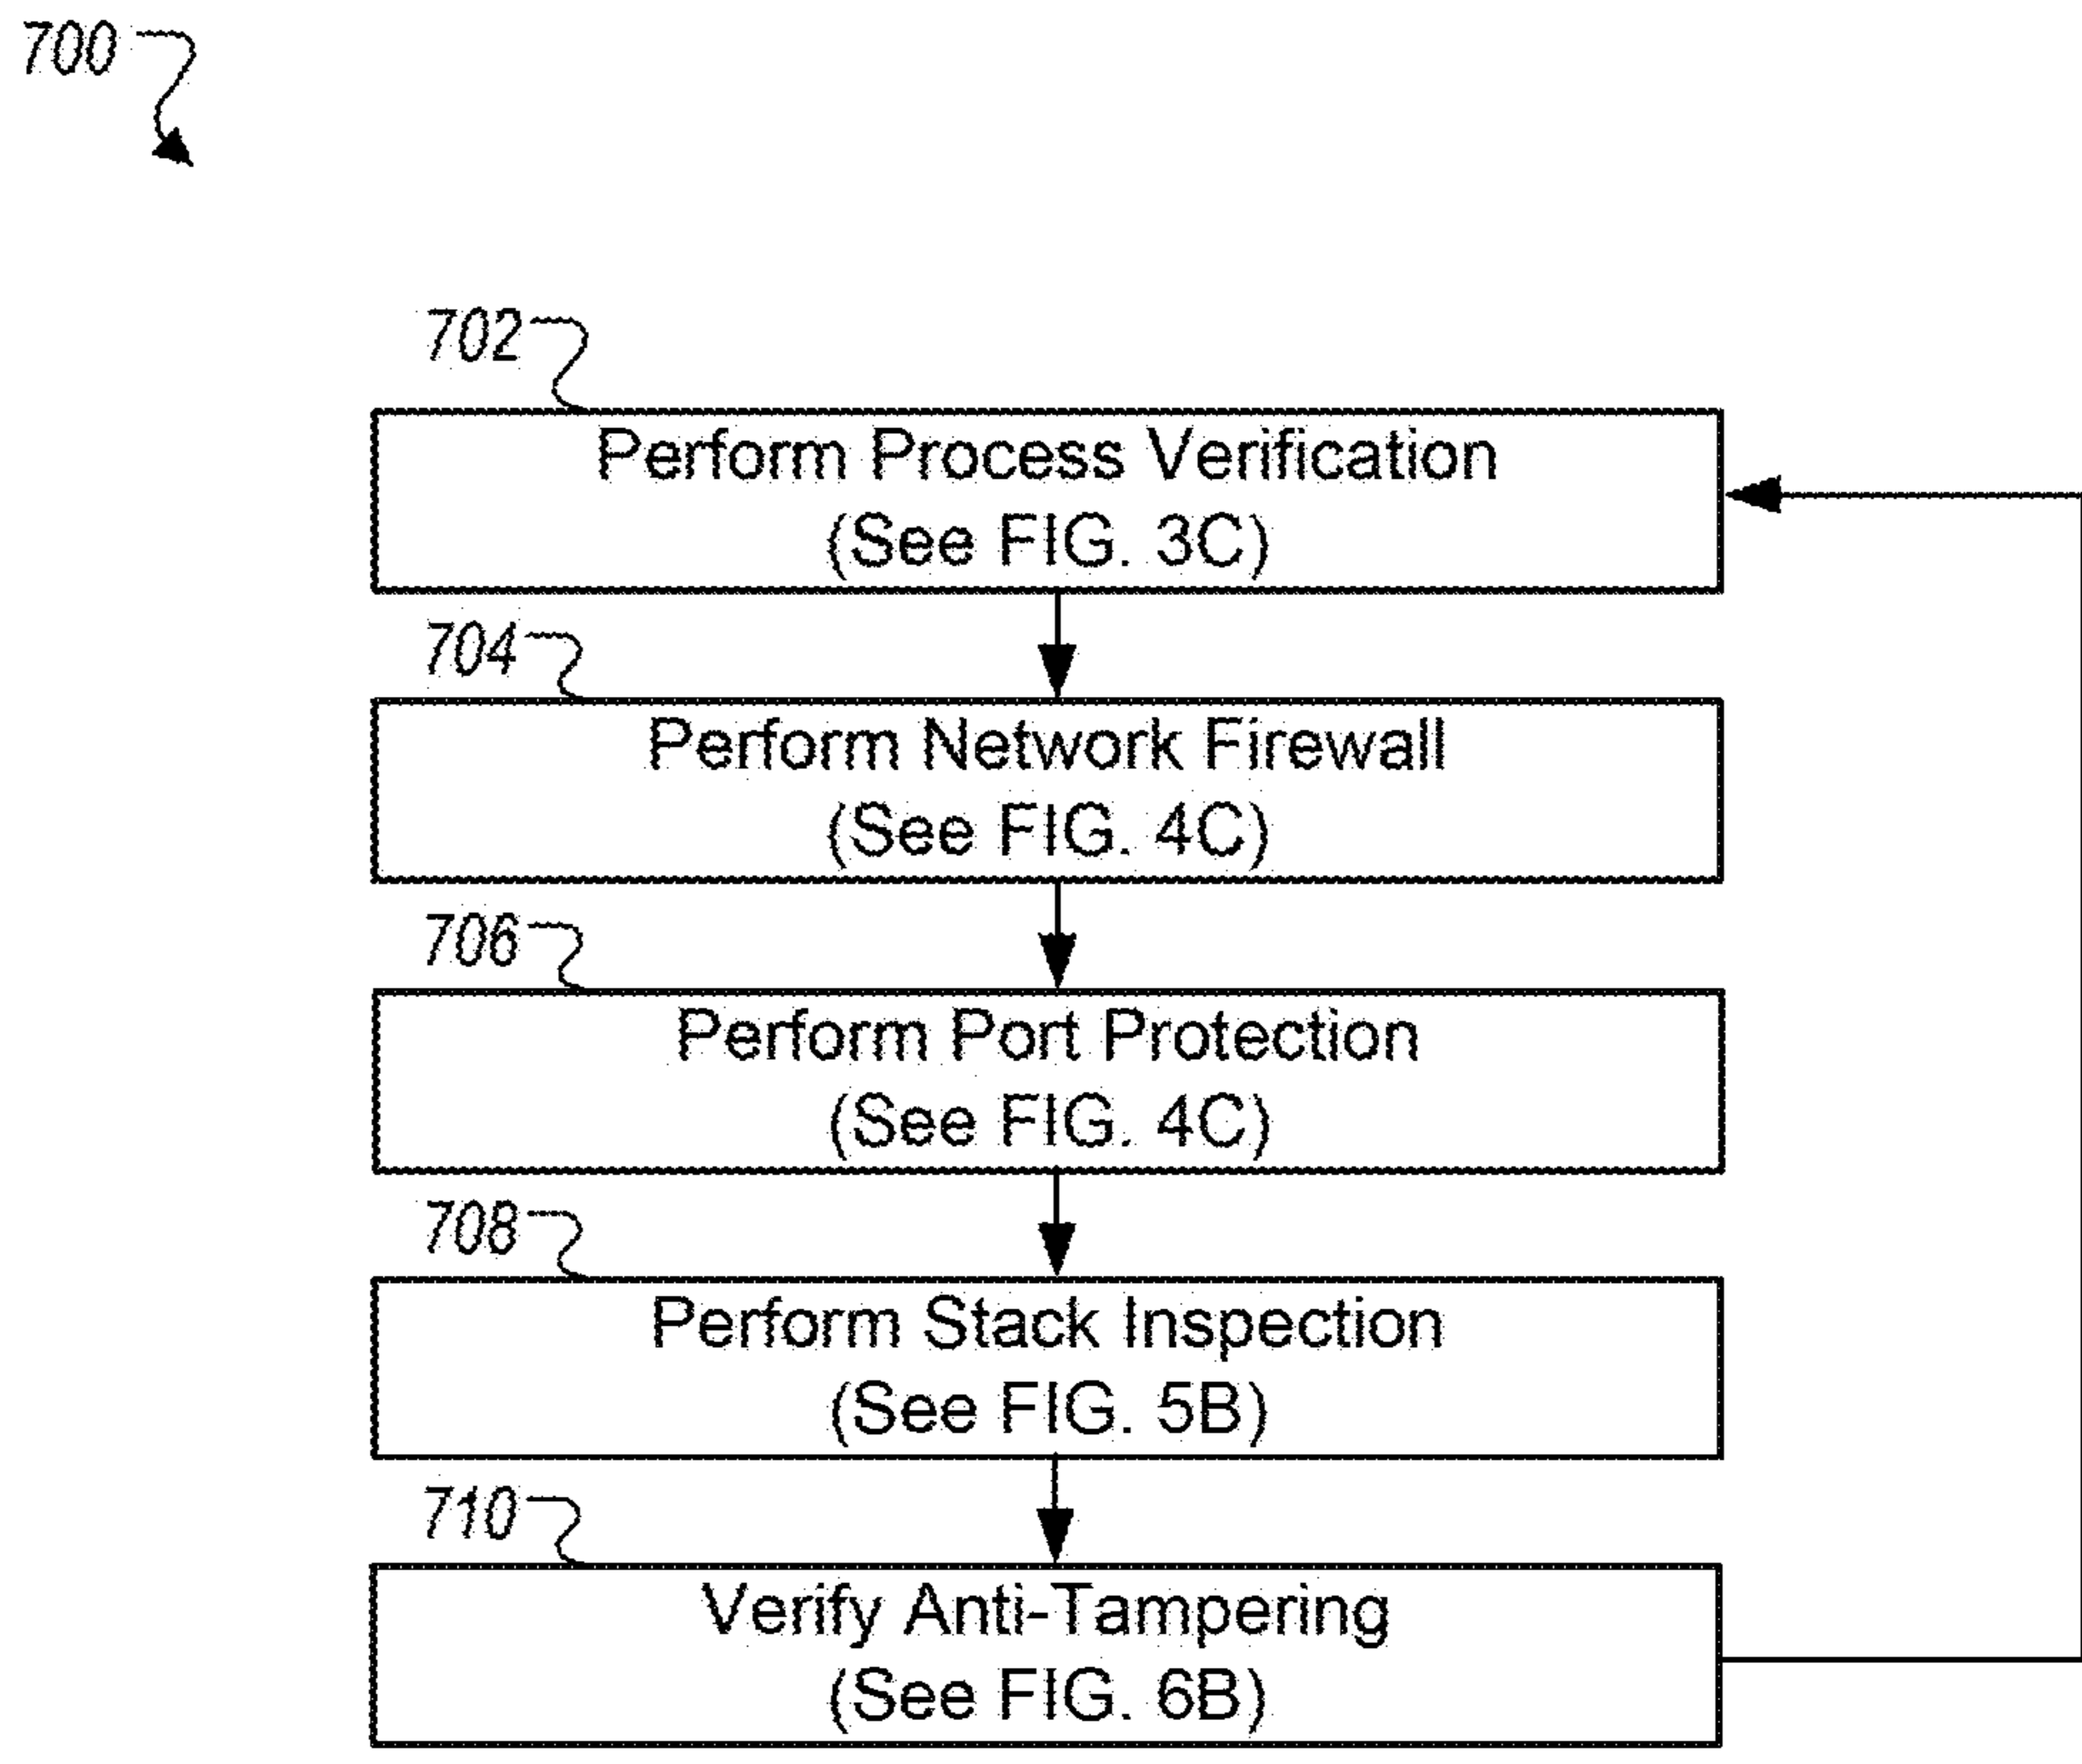 700
702
Perform Process Verification
(See FIG. 3C)
704
Perform Network Firewall
(See FIG. 4C)
706
Perform Port Protection
(See FIG. 4C)
708
Perform Stack Inspection
(See FIG. 5B)
710
Verify Anti-Tampering
(See FIG. 6B)